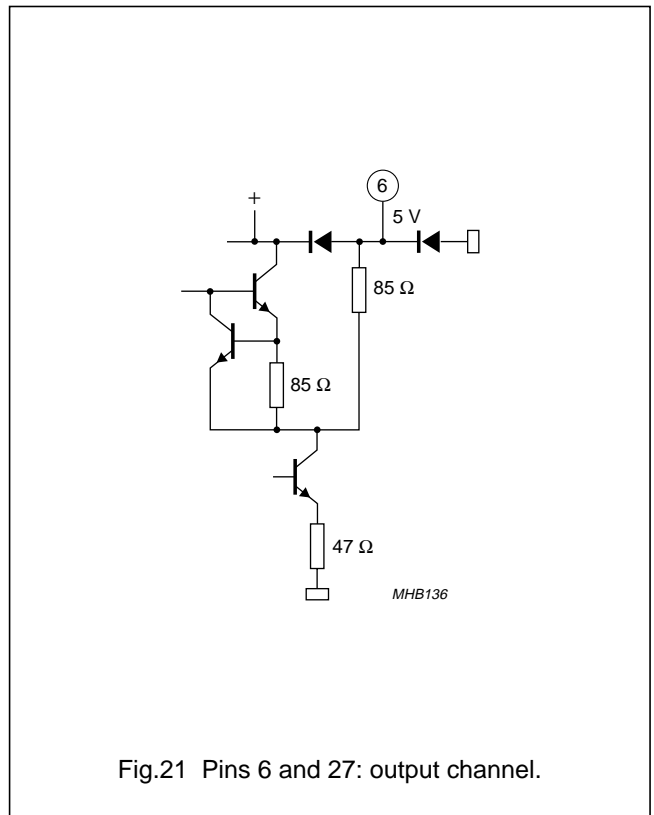 +
6
5 V
85 Ω
85 Ω
47 Ω
MHB136
Fig.21 Pins 6 and 27: output channel.